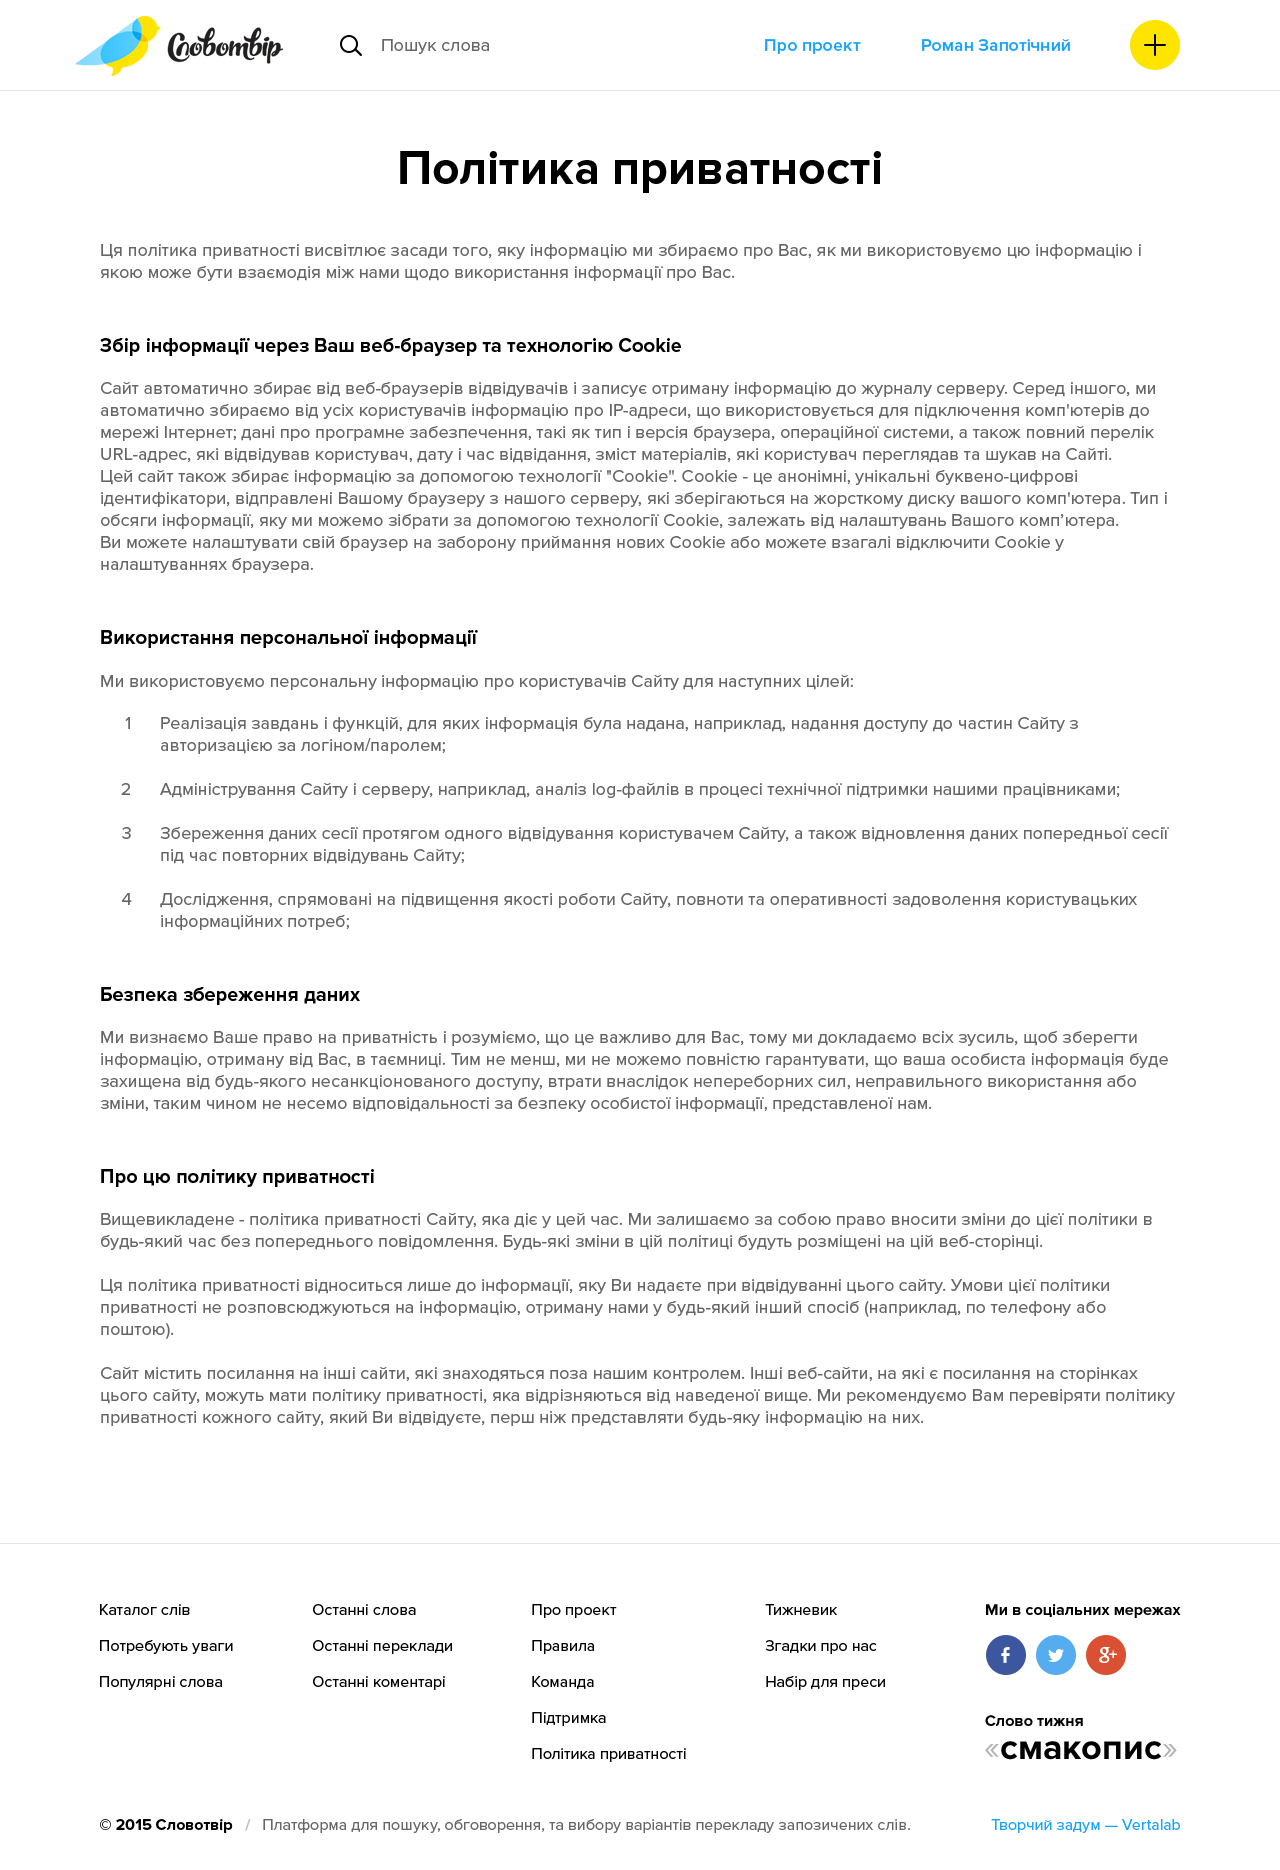 Словотвір
Пошук слова
Про проект
Роман Запотічний
Політика приватності
Ця політика приватності висвітлює засади того, яку інформацію ми збираємо про Вас, як ми використовуємо цю інформацію і
якою може бути взаємодія між нами щодо використання інформації про Вас.
Збір інформації через Ваш веб-браузер та технологію Cookie
Сайт автоматично збирає від веб-браузерів відвідувачів і записує отриману інформацію до журналу серверу. Серед іншого, ми
автоматично збираємо від усіх користувачів інформацію про IP-адреси, що використовується для підключення комп'ютерів до
мережі Інтернет; дані про програмне забезпечення, такі як тип і версія браузера, операційної системи, а також повний перелік
URL-адрес, які відвідував користувач, дату і час відвідання, зміст матеріалів, які користувач переглядав та шукав на Сайті.
Цей сайт також збирає інформацію за допомогою технології "Cookie". Cookie - це анонімні, унікальні буквено-цифрові
ідентифікатори, відправлені Вашому браузеру з нашого серверу, які зберігаються на жорсткому диску вашого комп'ютера. Тип і
обсяги інформації, яку ми можемо зібрати за допомогою технології Cookie, залежать від налаштувань Вашого комп’ютера.
Ви можете налаштувати свій браузер на заборону приймання нових Cookie або можете взагалі відключити Cookie у
налаштуваннях браузера.
Використання персональної інформації
Ми використовуємо персональну інформацію про користувачів Сайту для наступних цілей:
1 Реалізація завдань і функцій, для яких інформація була надана, наприклад, надання доступу до частин Сайту з
авторизацією за логіном/паролем;
2 Адміністрування Сайту і серверу, наприклад, аналіз log-файлів в процесі технічної підтримки нашими працівниками;
3 Збереження даних сесії протягом одного відвідування користувачем Сайту, а також відновлення даних попередньої сесії
під час повторних відвідувань Сайту;
4 Дослідження, спрямовані на підвищення якості роботи Сайту, повноти та оперативності задоволення користувацьких
інформаційних потреб;
Безпека збереження даних
Ми визнаємо Ваше право на приватність і розуміємо, що це важливо для Вас, тому ми докладаємо всіх зусиль, щоб зберегти
інформацію, отриману від Вас, в таємниці. Тим не менш, ми не можемо повністю гарантувати, що ваша особиста інформація буде
захищена від будь-якого несанкціонованого доступу, втрати внаслідок непереборних сил, неправильного використання або
зміни, таким чином не несемо відповідальності за безпеку особистої інформації, представленої нам.
Про цю політику приватності
Вищевикладене - політика приватності Сайту, яка діє у цей час. Ми залишаємо за собою право вносити зміни до цієї політики в
будь-який час без попереднього повідомлення. Будь-які зміни в цій політиці будуть розміщені на цій веб-сторінці.
Ця політика приватності відноситься лише до інформації, яку Ви надаєте при відвідуванні цього сайту. Умови цієї політики
приватності не розповсюджуються на інформацію, отриману нами у будь-який інший спосіб (наприклад, по телефону або
поштою).
Сайт містить посилання на інші сайти, які знаходяться поза нашим контролем. Інші веб-сайти, на які є посилання на сторінках
цього сайту, можуть мати політику приватності, яка відрізняються від наведеної вище. Ми рекомендуємо Вам перевіряти політику
приватності кожного сайту, який Ви відвідуєте, перш ніж представляти будь-яку інформацію на них.
Каталог слів
Потребують уваги
Популярні слова
Останні слова
Останні переклади
Останні коментарі
Про проект
Правила
Команда
Підтримка
Політика приватності
Тижневик
Згадки про нас
Набір для преси
Ми в соціальних мережах
f
g+
Слово тижня
«смакопис»
© 2015 Словотвір / Платформа для пошуку, обговорення, та вибору варіантів перекладу запозичених слів.
Творчий задум — Vertalab